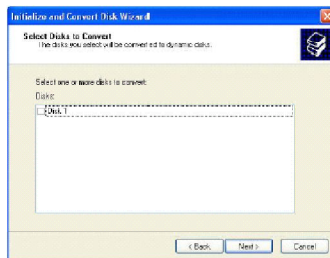 Initialize and Convert Disk Wizard
Select Disks to Convert
The disks you select will be converted to dynamic disks.
Select one or more disks to convert:
Disks:
Disk 1
< Back
Next >
Cancel